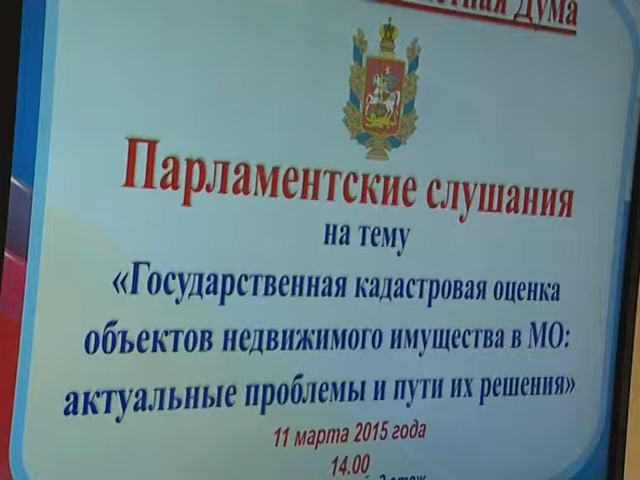 Дума
Парламентские слушания
на тему
«Государственная кадастровая оценка
объектов недвижимого имущества в МО:
актуальные проблемы и пути их решения»
11 марта 2015 года
14.00